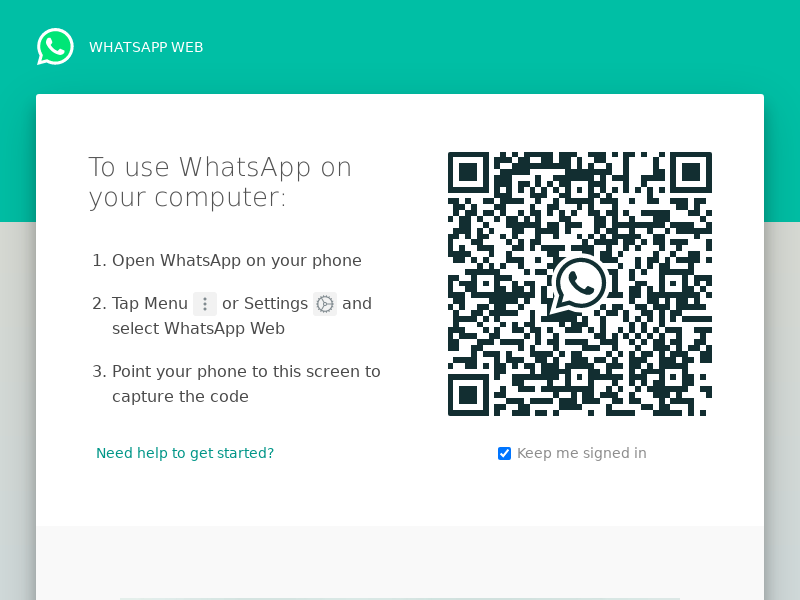 WHATSAPP WEB
To use WhatsApp on
your computer:
1. Open WhatsApp on your phone
2. Tap Menu or Settings and
select WhatsApp Web
3. Point your phone to this screen to
capture the code
Need help to get started?
Keep me signed in